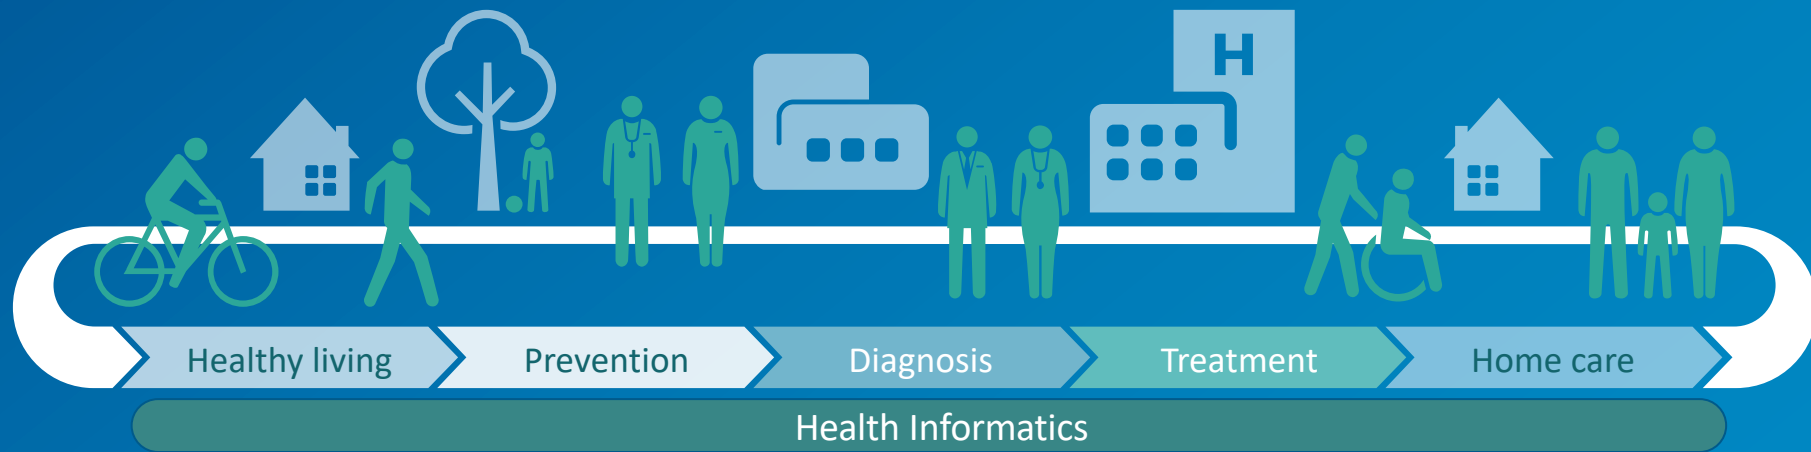 H
Healthy living
Prevention
Diagnosis
Treatment
Home care
Health Informatics